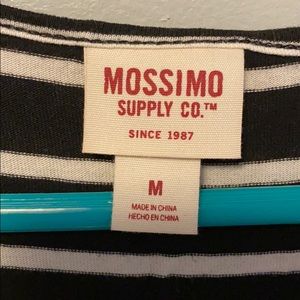 MOSSIMO
SUPPLY CO.™
SINCE 1987
M
MADE IN CHINA
HECHO EN CHINA